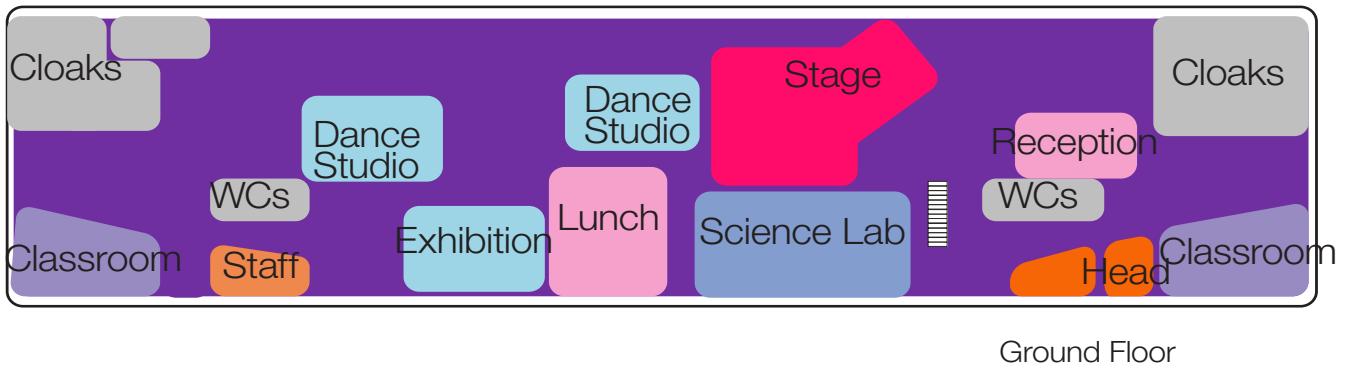 Cloaks
Dance
Studio
WCs
Classroom
Staff
Exhibition
Lunch
Dance
Studio
Stage
Science Lab
Reception
WCs
Cloaks
Head
Classroom
Ground Floor